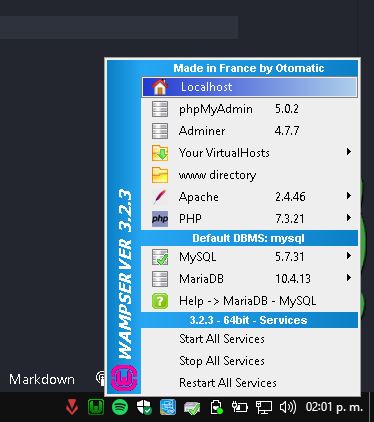 Made in France by Otomatic
Localhost
phpMyAdmin 5.0.2
Adminer 4.7.7
Your VirtualHosts
www directory
Apache 2.4.46
php PHP 7.3.21
Default DBMS: mysql
MySQL 5.7.31
MariaDB 10.4.13
Help -> MariaDB - MySQL
3.2.3 - 64bit - Services
Start All Services
Stop All Services
Restart All Services
WAMPSERVER 3.2.3
Markdown
02:01 p. m.